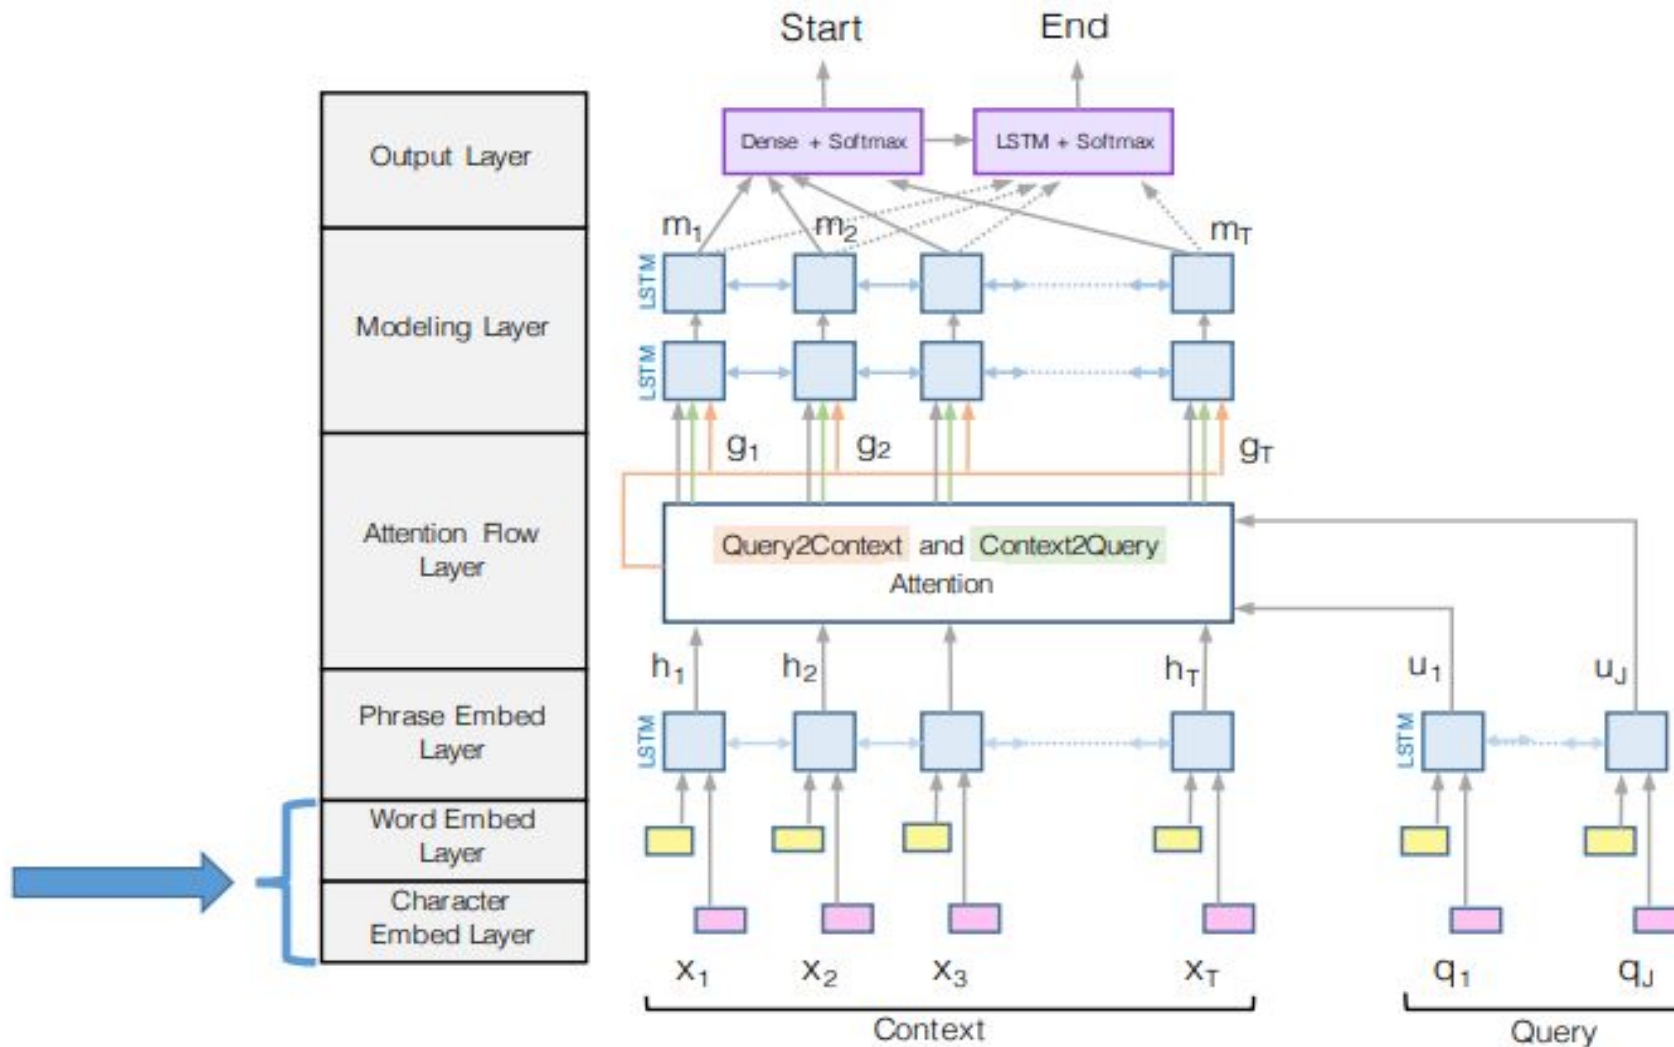 Start End
Output Layer
Dense + Softmax
LSTM + Softmax
m1 m2 mT
Modeling Layer
LSTM
LSTM
g1 g2 gT
Attention Flow
Layer
Query2Context and Context2Query
Attention
h1 h2 hT u1 uJ
Phrase Embed
Layer
LSTM
LSTM
Word Embed
Layer
Character
Embed Layer
x1 x2 x3 xT q1 qJ
Context Query